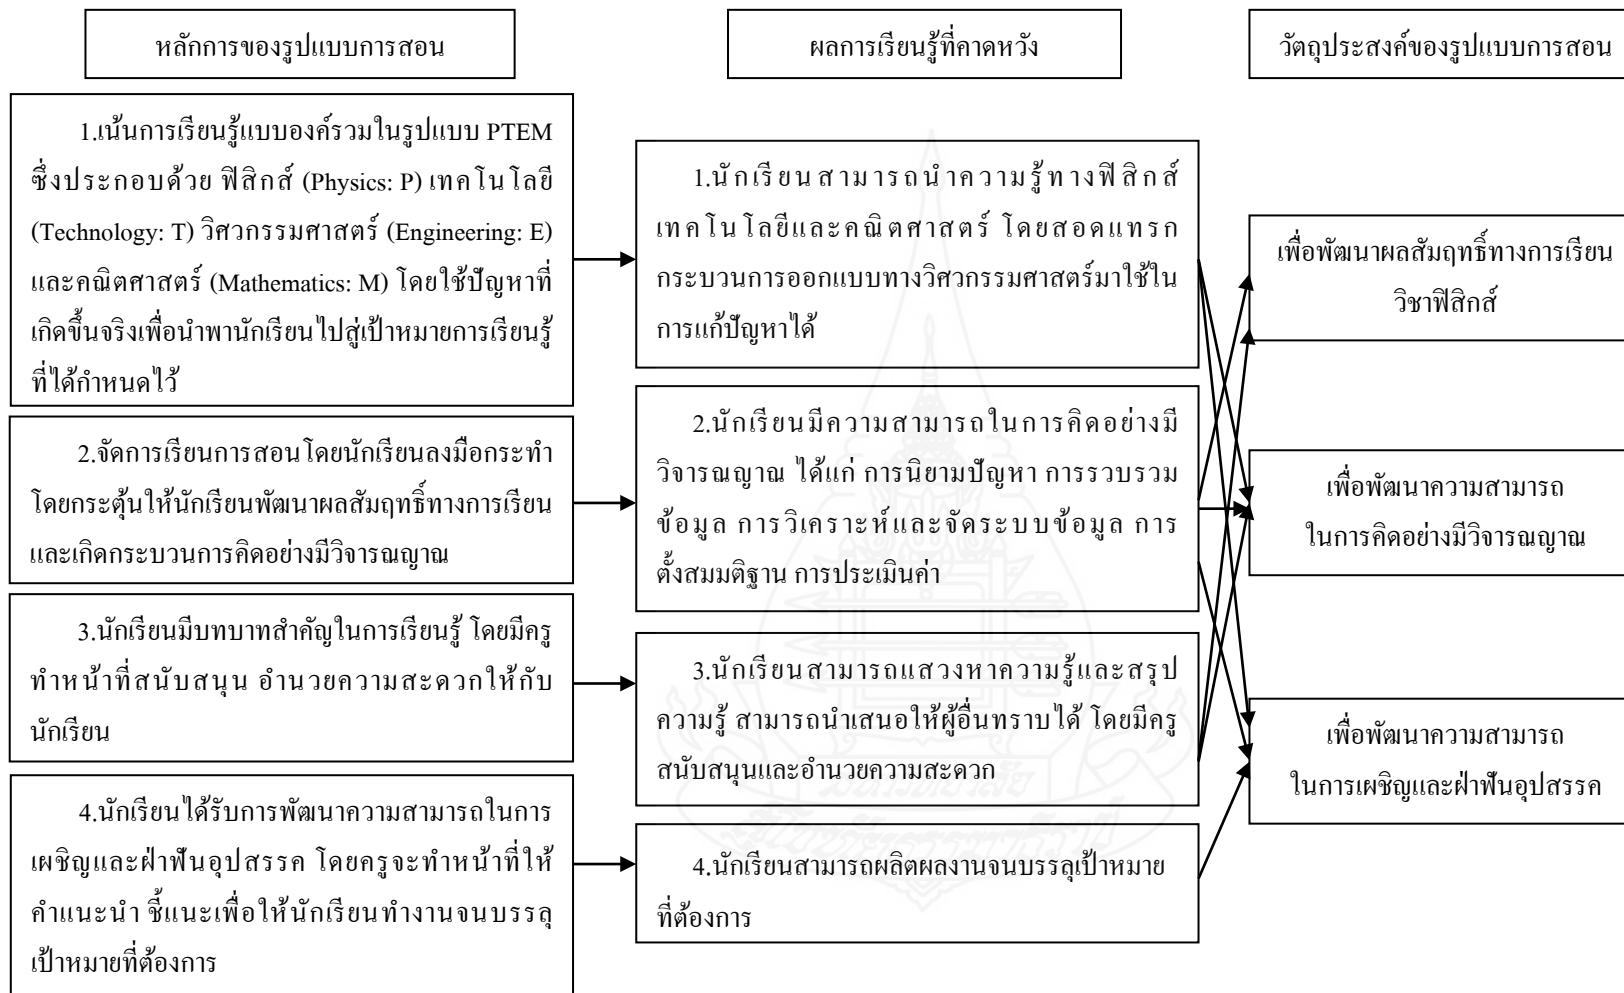 หลักการของรูปแบบการสอน
ผลการเรียนรู้ที่คาดหวัง
วัตถุประสงค์ของรูปแบบการสอน
1.เน้นการเรียนรู้แบบองค์รวมในรูปแบบ PTEM
ซึ่งประกอบด้วย ฟิสิกส์ (Physics: P) เทคโนโลยี
(Technology: T) วิศวกรรมศาสตร์ (Engineering: E)
และคณิตศาสตร์ (Mathematics: M) โดยใช้ปัญหาที่
เกิดขึ้นจริงเพื่อนำพานักเรียนไปสู่เป้าหมายการเรียนรู้
ที่ได้กำหนดไว้
2.จัดการเรียนการสอนโดยนักเรียนลงมือกระทำ
โดยกระตุ้นให้นักเรียนพัฒนาผลสัมฤทธิ์ทางการเรียน
และเกิดกระบวนการคิดอย่างมีวิจารณญาณ
3.นักเรียนมีบทบาทสำคัญในการเรียนรู้ โดยมีครู
ทำหน้าที่สนับสนุน อำนวยความสะดวกให้กับ
นักเรียน
4.นักเรียนได้รับการพัฒนาความสามารถในการ
เผชิญและฝ่าฟันอุปสรรค โดยครูจะทำหน้าที่ให้
คำแนะนำ ชี้แนะเพื่อให้นักเรียนทำงานจนบรรลุ
เป้าหมายที่ต้องการ
1.นักเรียนสามารถนำความรู้ทางฟิสิกส์
เทคโนโลยีและคณิตศาสตร์ โดยสอดแทรก
กระบวนการออกแบบทางวิศวกรรมศาสตร์มาใช้ใน
การแก้ปัญหาได้
2.นักเรียนมีความสามารถในการคิดอย่างมี
วิจารณญาณ ได้แก่ การนิยามปัญหา การรวบรวม
ข้อมูล การวิเคราะห์และจัดระบบข้อมูล การ
ตั้งสมมติฐาน การประเมินค่า
3.นักเรียนสามารถแสวงหาความรู้และสรุป
ความรู้ สามารถนำเสนอให้ผู้อื่นทราบได้ โดยมีครู
สนับสนุนและอำนวยความสะดวก
4.นักเรียนสามารถผลิตผลงานจนบรรลุเป้าหมาย
ที่ต้องการ
เพื่อพัฒนาผลสัมฤทธิ์ทางการเรียน
วิชาฟิสิกส์
เพื่อพัฒนาความสามารถ
ในการคิดอย่างมีวิจารณญาณ
เพื่อพัฒนาความสามารถ
ในการเผชิญและฝ่าฟันอุปสรรค